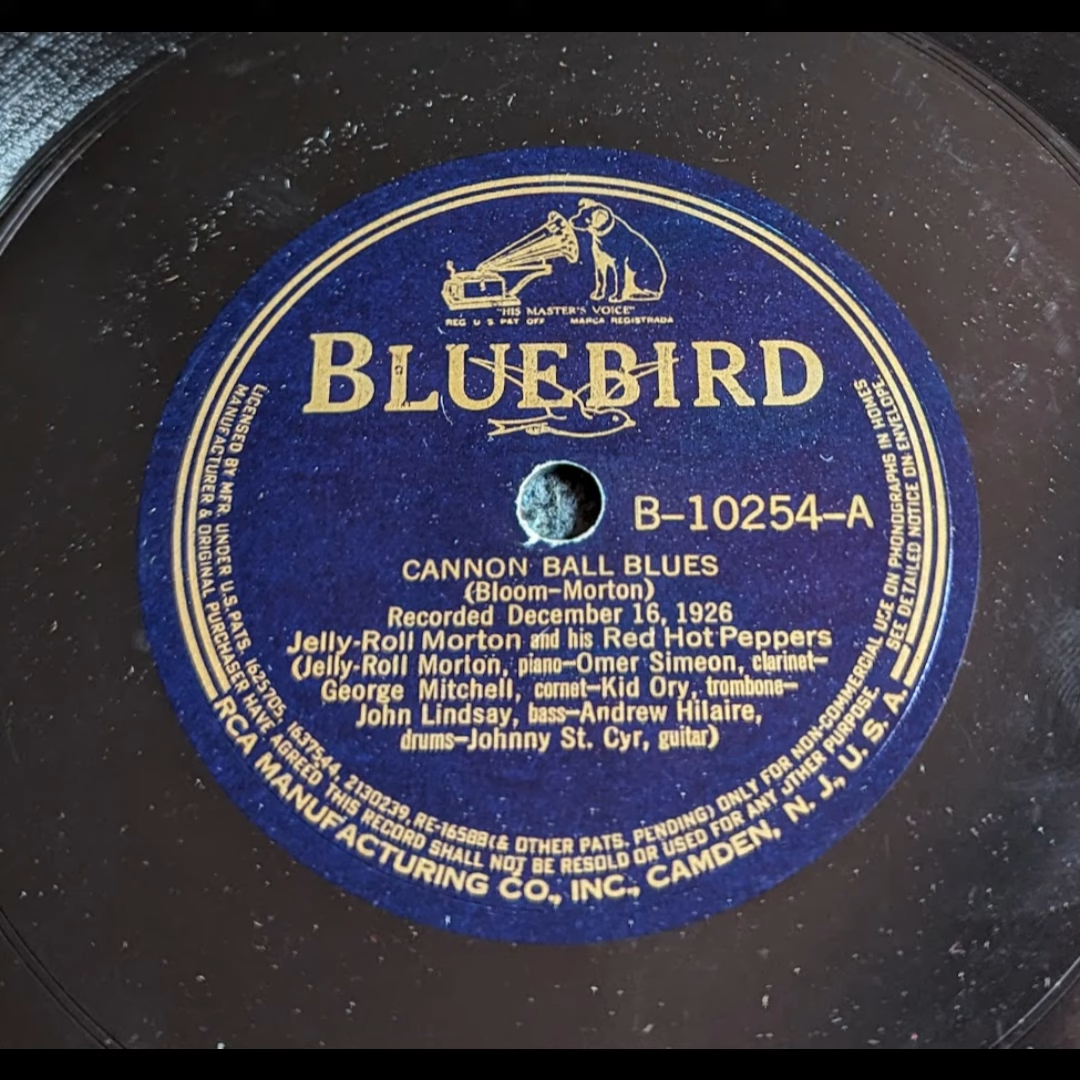 "HIS MASTER'S VOICE"
REG U S PAT OFF MARCA REGISTRADA
BLUEBIRD
B-10254-A
CANNON BALL BLUES
(Bloom-Morton)
Recorded December 16, 1926
Jelly-Roll Morton and his Red Hot Peppers
(Jelly-Roll Morton, piano-Omer Simeon, clarinet-
George Mitchell, cornet-Kid Ory, trombone-
John Lindsay, bass-Andrew Hilaire,
drums-Johnny St. Cyr, guitar)
LICENSED BY MFR. UNDER U.S.PATS. 1625705, 1637544, 2130239, RE-16588 (& OTHER PATS. PENDING) ONLY FOR NON-COMMERCIAL USE ON PHONOGRAPHS IN HOMES
MANUFACTURER & ORIGINAL PURCHASER HAVE AGREED THIS RECORD SHALL NOT BE RESOLD OR USED FOR ANY OTHER PURPOSE. SEE DETAILED NOTICE ON ENVELOPE.
RCA MANUFACTURING CO., INC., CAMDEN, N. J., U. S. A.